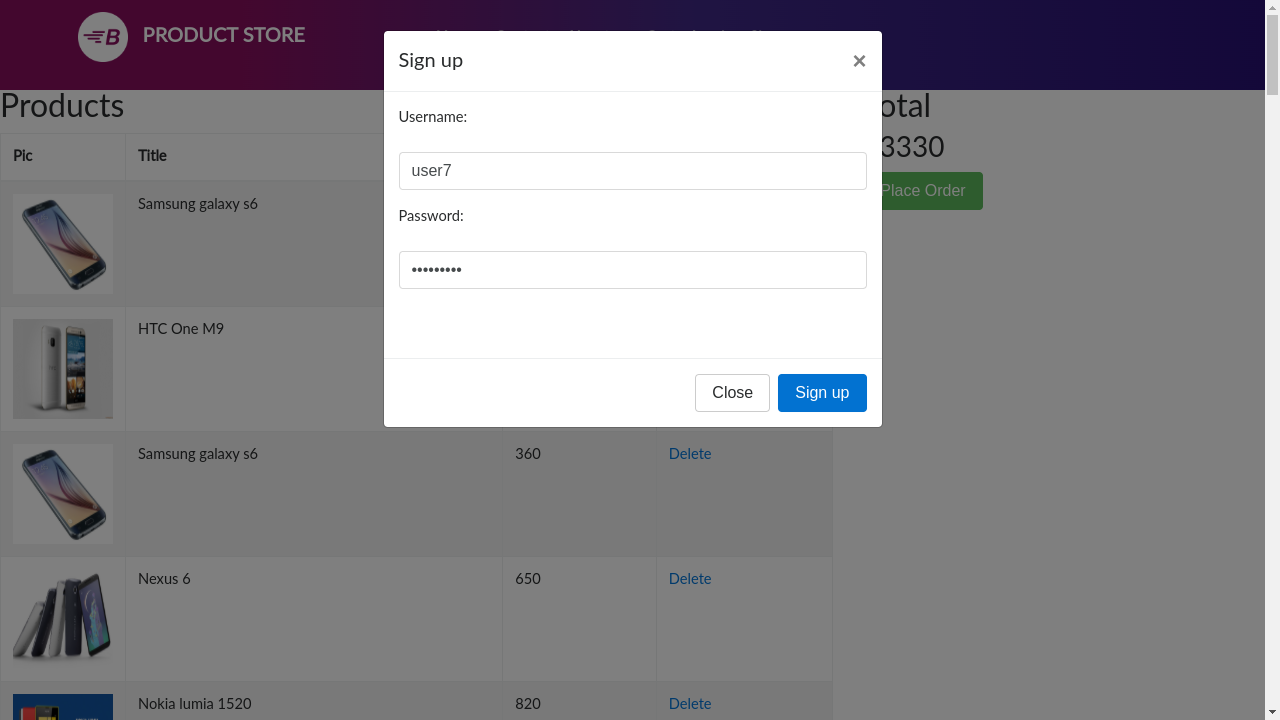 PRODUCT STORE
Sign up
×
Products
otal
Username:
3330
Pic
Title
user7
Place Order
Samsung galaxy s6
Password:
•••••••••
HTC One M9
Close
Sign up
Samsung galaxy s6
360
Delete
Nexus 6
650
Delete
Nokia lumia 1520
820
Delete